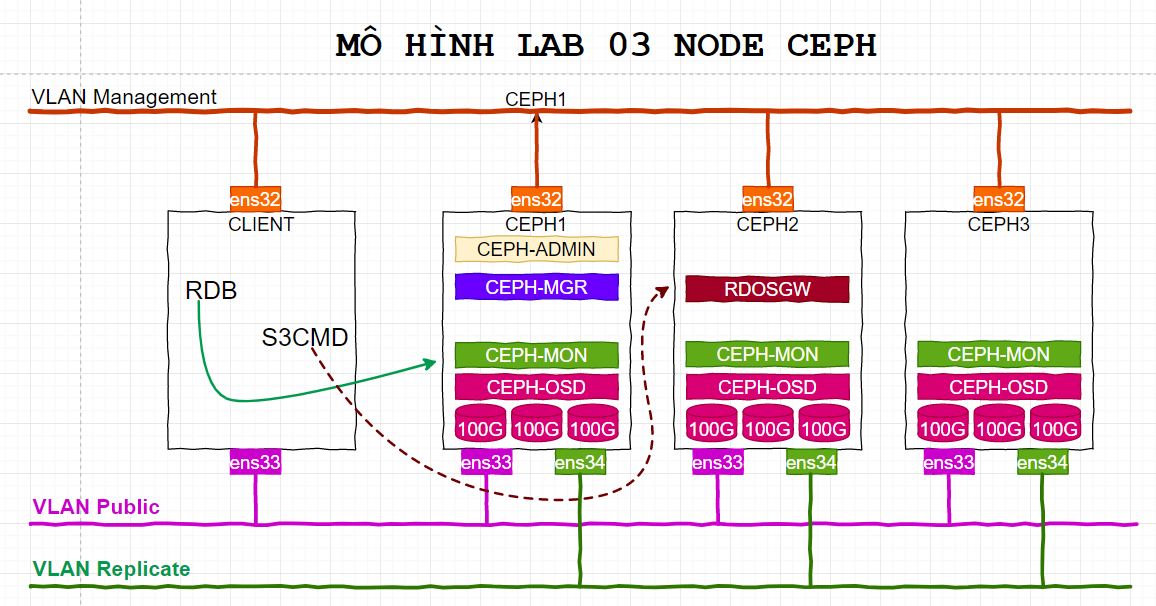 MÔ HÌNH LAB 03 NODE CEPH
VLAN Management
CEPH1
ens32
ens32
ens32
ens32
CLIENT
CEPH1
CEPH2
CEPH3
CEPH-ADMIN
RDB
CEPH-MGR
RDOSGW
S3CMD
CEPH-MON
CEPH-MON
CEPH-MON
CEPH-OSD
CEPH-OSD
CEPH-OSD
100G 100G 100G
100G 100G 100G
100G 100G 100G
ens33
ens33
ens34
ens33
ens34
ens33
ens34
VLAN Public
VLAN Replicate